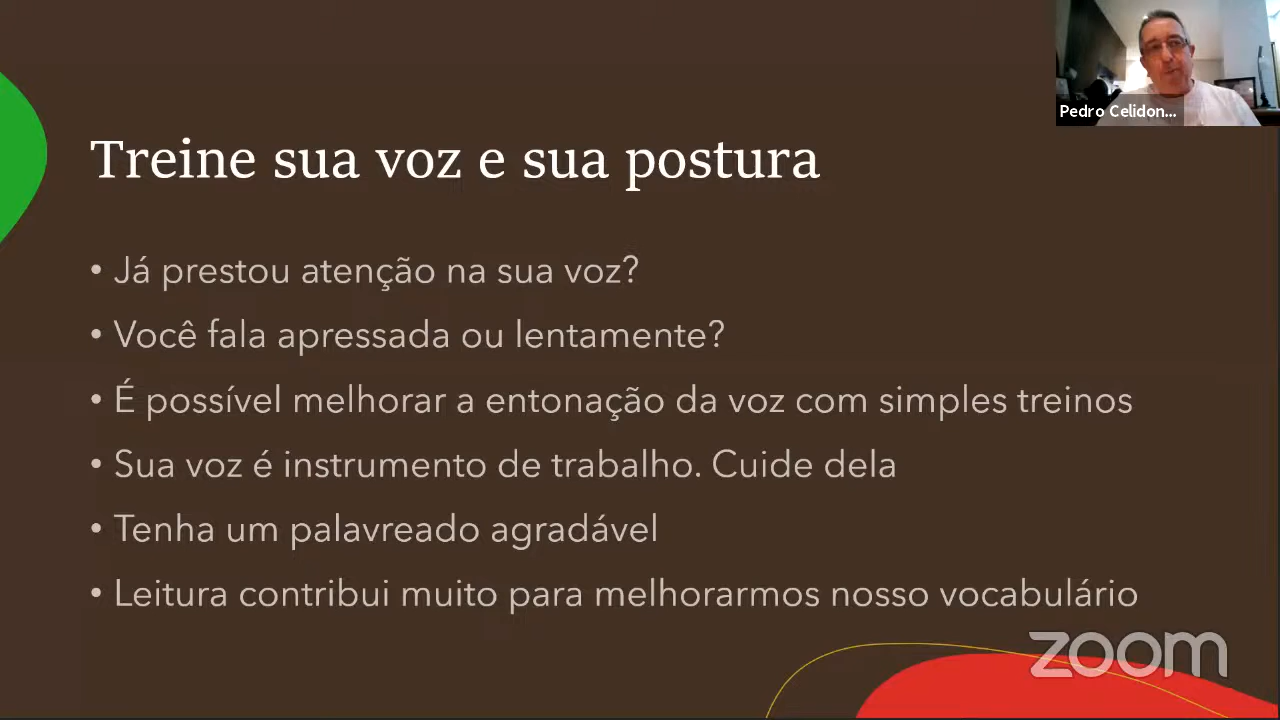 Pedro Celidon...
Treine sua voz e sua postura
• Já prestou atenção na sua voz?
• Você fala apressada ou lentamente?
• É possível melhorar a entonação da voz com simples treinos
• Sua voz é instrumento de trabalho. Cuide dela
• Tenha um palavreado agradável
• Leitura contribui muito para melhorarmos nosso vocabulário
zoom